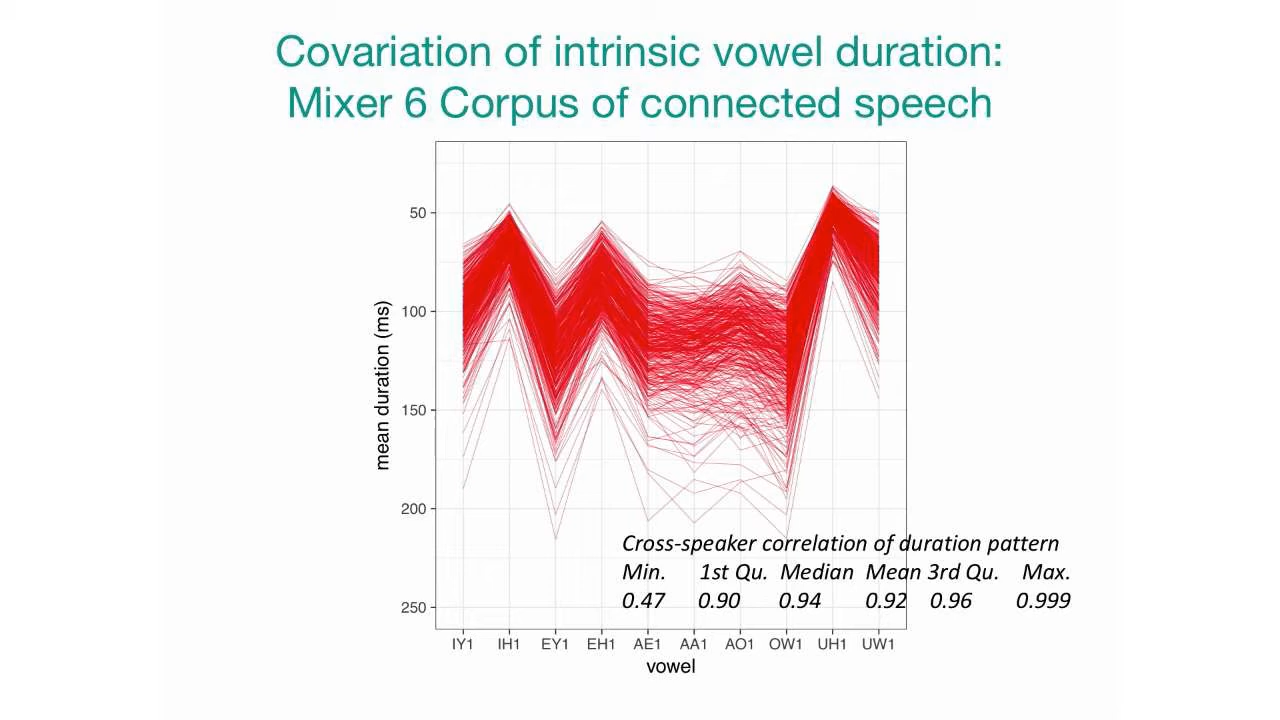 Covariation of intrinsic vowel duration:
Mixer 6 Corpus of connected speech
mean duration (ms)
50
100
150
200
250
Cross-speaker correlation of duration pattern
Min. 1st Qu. Median Mean 3rd Qu. Max.
0.47 0.90 0.94 0.92 0.96 0.999
IY1 IH1 EY1 EH1 AE1 AA1 AO1 OW1 UH1 UW1
vowel